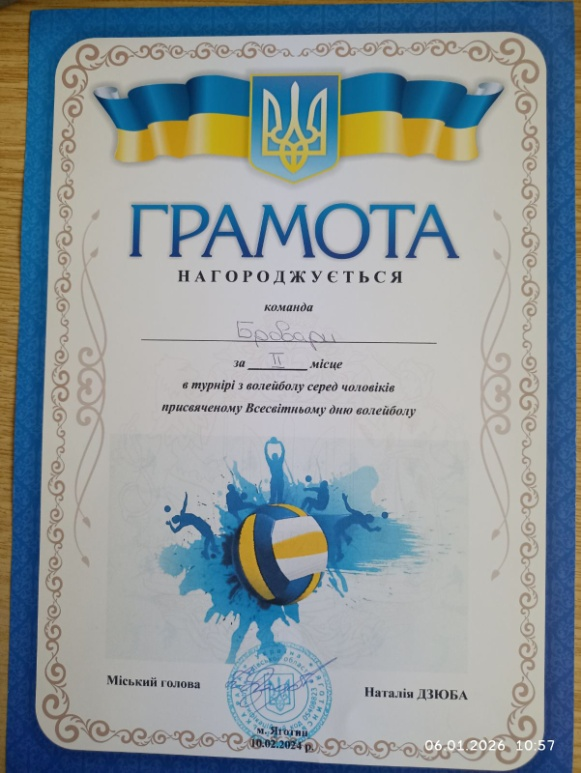 ГРАМОТА
НАГОРОДЖУЄТЬСЯ
команда
Бровари
за II місце
в турнірі з волейболу серед чоловіків
присвяченому Всесвітньому дню волейболу
Міський голова
Наталія ДЗЮБА
м. Яготин
10.02.2024 р.
06.01.2026 10:57